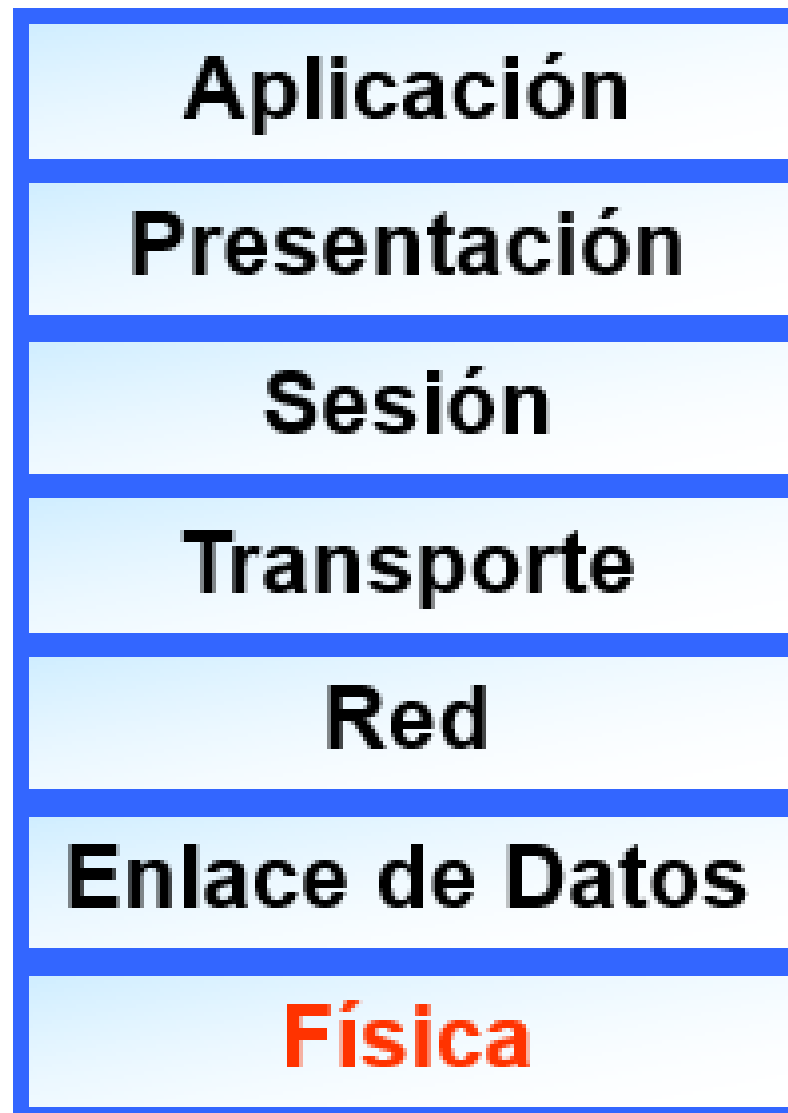 Aplicación
Presentación
Sesión
Transporte
Red
Enlace de Datos
Física